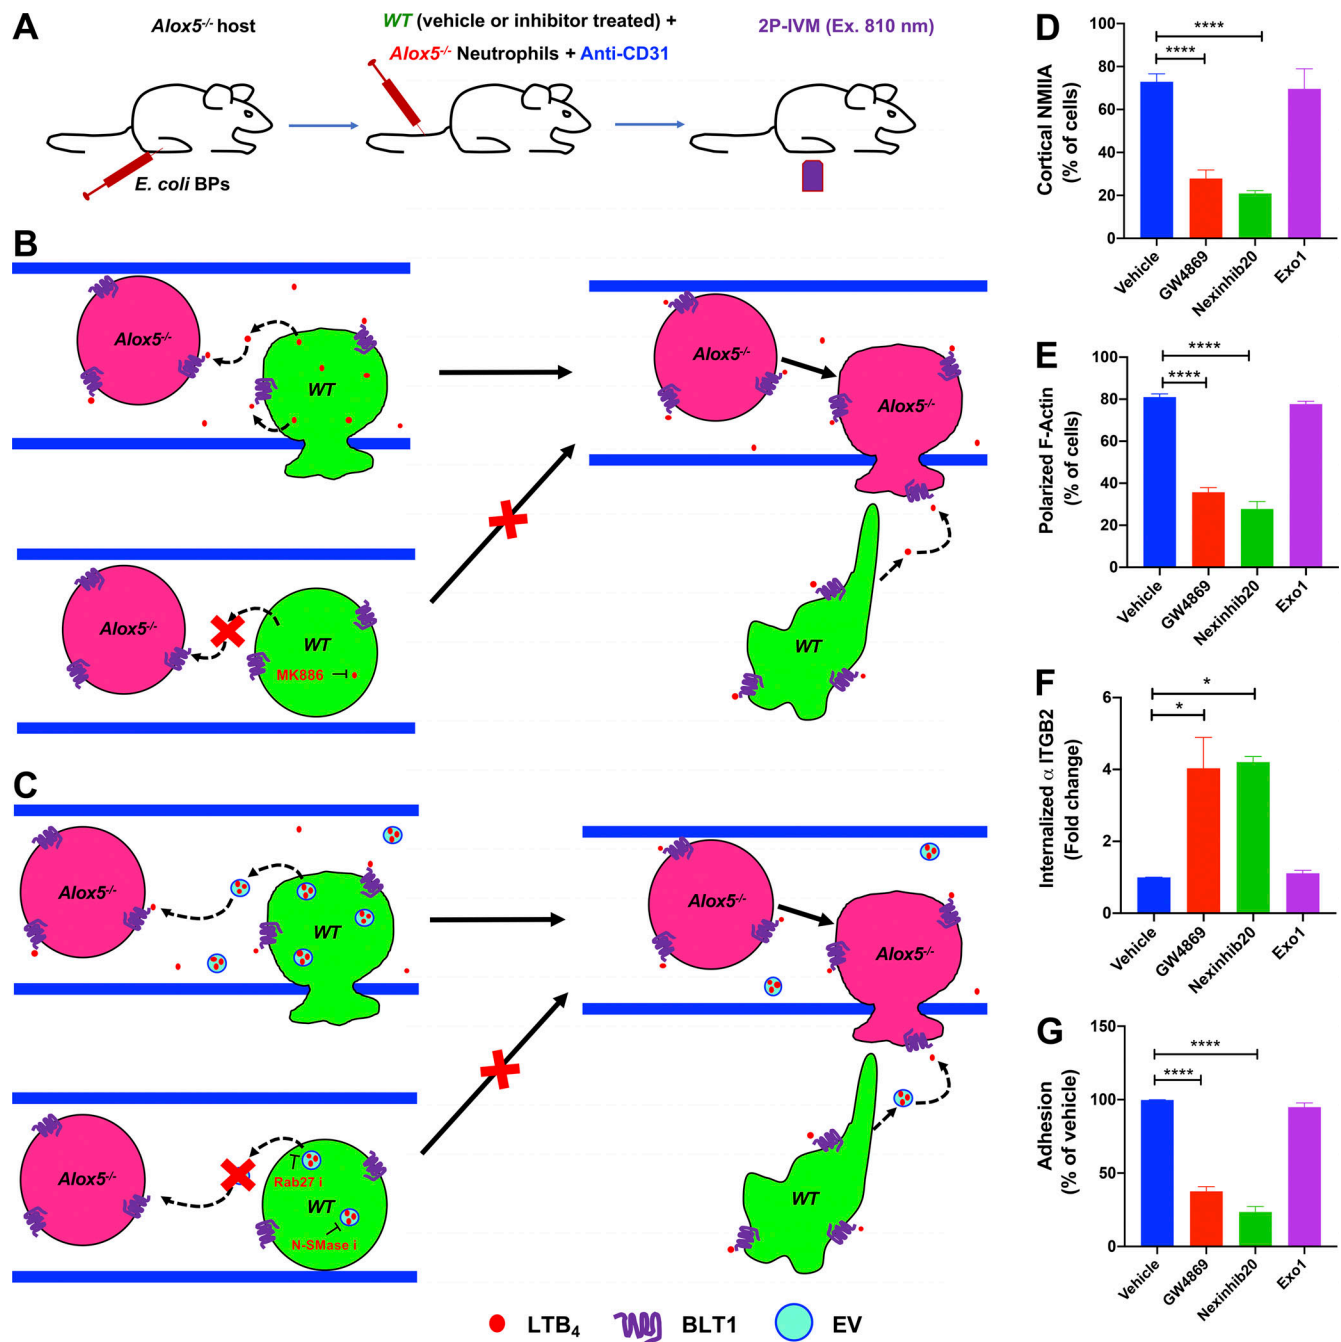 A
Alox5-/- host
WT (vehicle or inhibitor treated) +
Alox5-/- Neutrophils + Anti-CD31
2P-IVM (Ex. 810 nm)
E. coli BPs
B
Alox5-/-
WT
Alox5-/-
Alox5-/-
Alox5-/-
WT
MK886
WT
C
Alox5-/-
WT
Alox5-/-
Alox5-/-
Alox5-/-
Rab27 i
WT
N-SMase i
WT
LTB4
BLT1
EV
D
Cortical NMIIA
(% of cells)
100
80
60
40
20
0
****
****
Vehicle
GW4869
Nexinhib20
Exo1
E
Polarized F-Actin
(% of cells)
100
80
60
40
20
0
****
****
Vehicle
GW4869
Nexinhib20
Exo1
F
Internalized α ITGB2
(Fold change)
6
4
2
0
*
*
Vehicle
GW4869
Nexinhib20
Exo1
G
Adhesion
(% of vehicle)
150
100
50
0
****
****
Vehicle
GW4869
Nexinhib20
Exo1